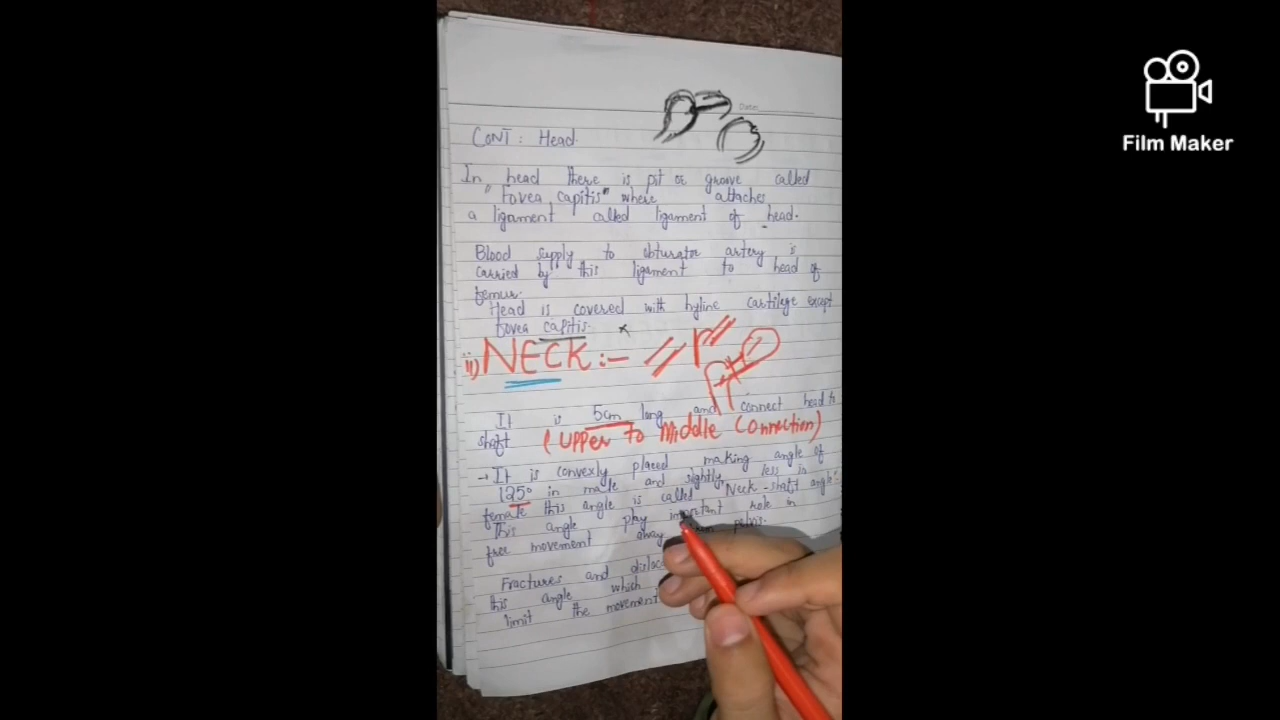 Date:
CONT : Head.
In head there is pit or groove called
"fovea capitis" where attaches
a ligament called ligament of head.
Blood supply to obturator artery is
carried by this ligament to head of
femur.
Head is covered with hyline cartilege except
fovea capitis.
ii) NECK :-
It is 5cm long and connect head to
shaft (UPPER To Middle Connection)
→ It is convexly placed making angle of
125° in male and slightly less in
female this angle is called "Neck-shaft angle".
This angle play important role in
free movement away from pelvis.
Fractures and
this angle which
limit the movement
Film Maker